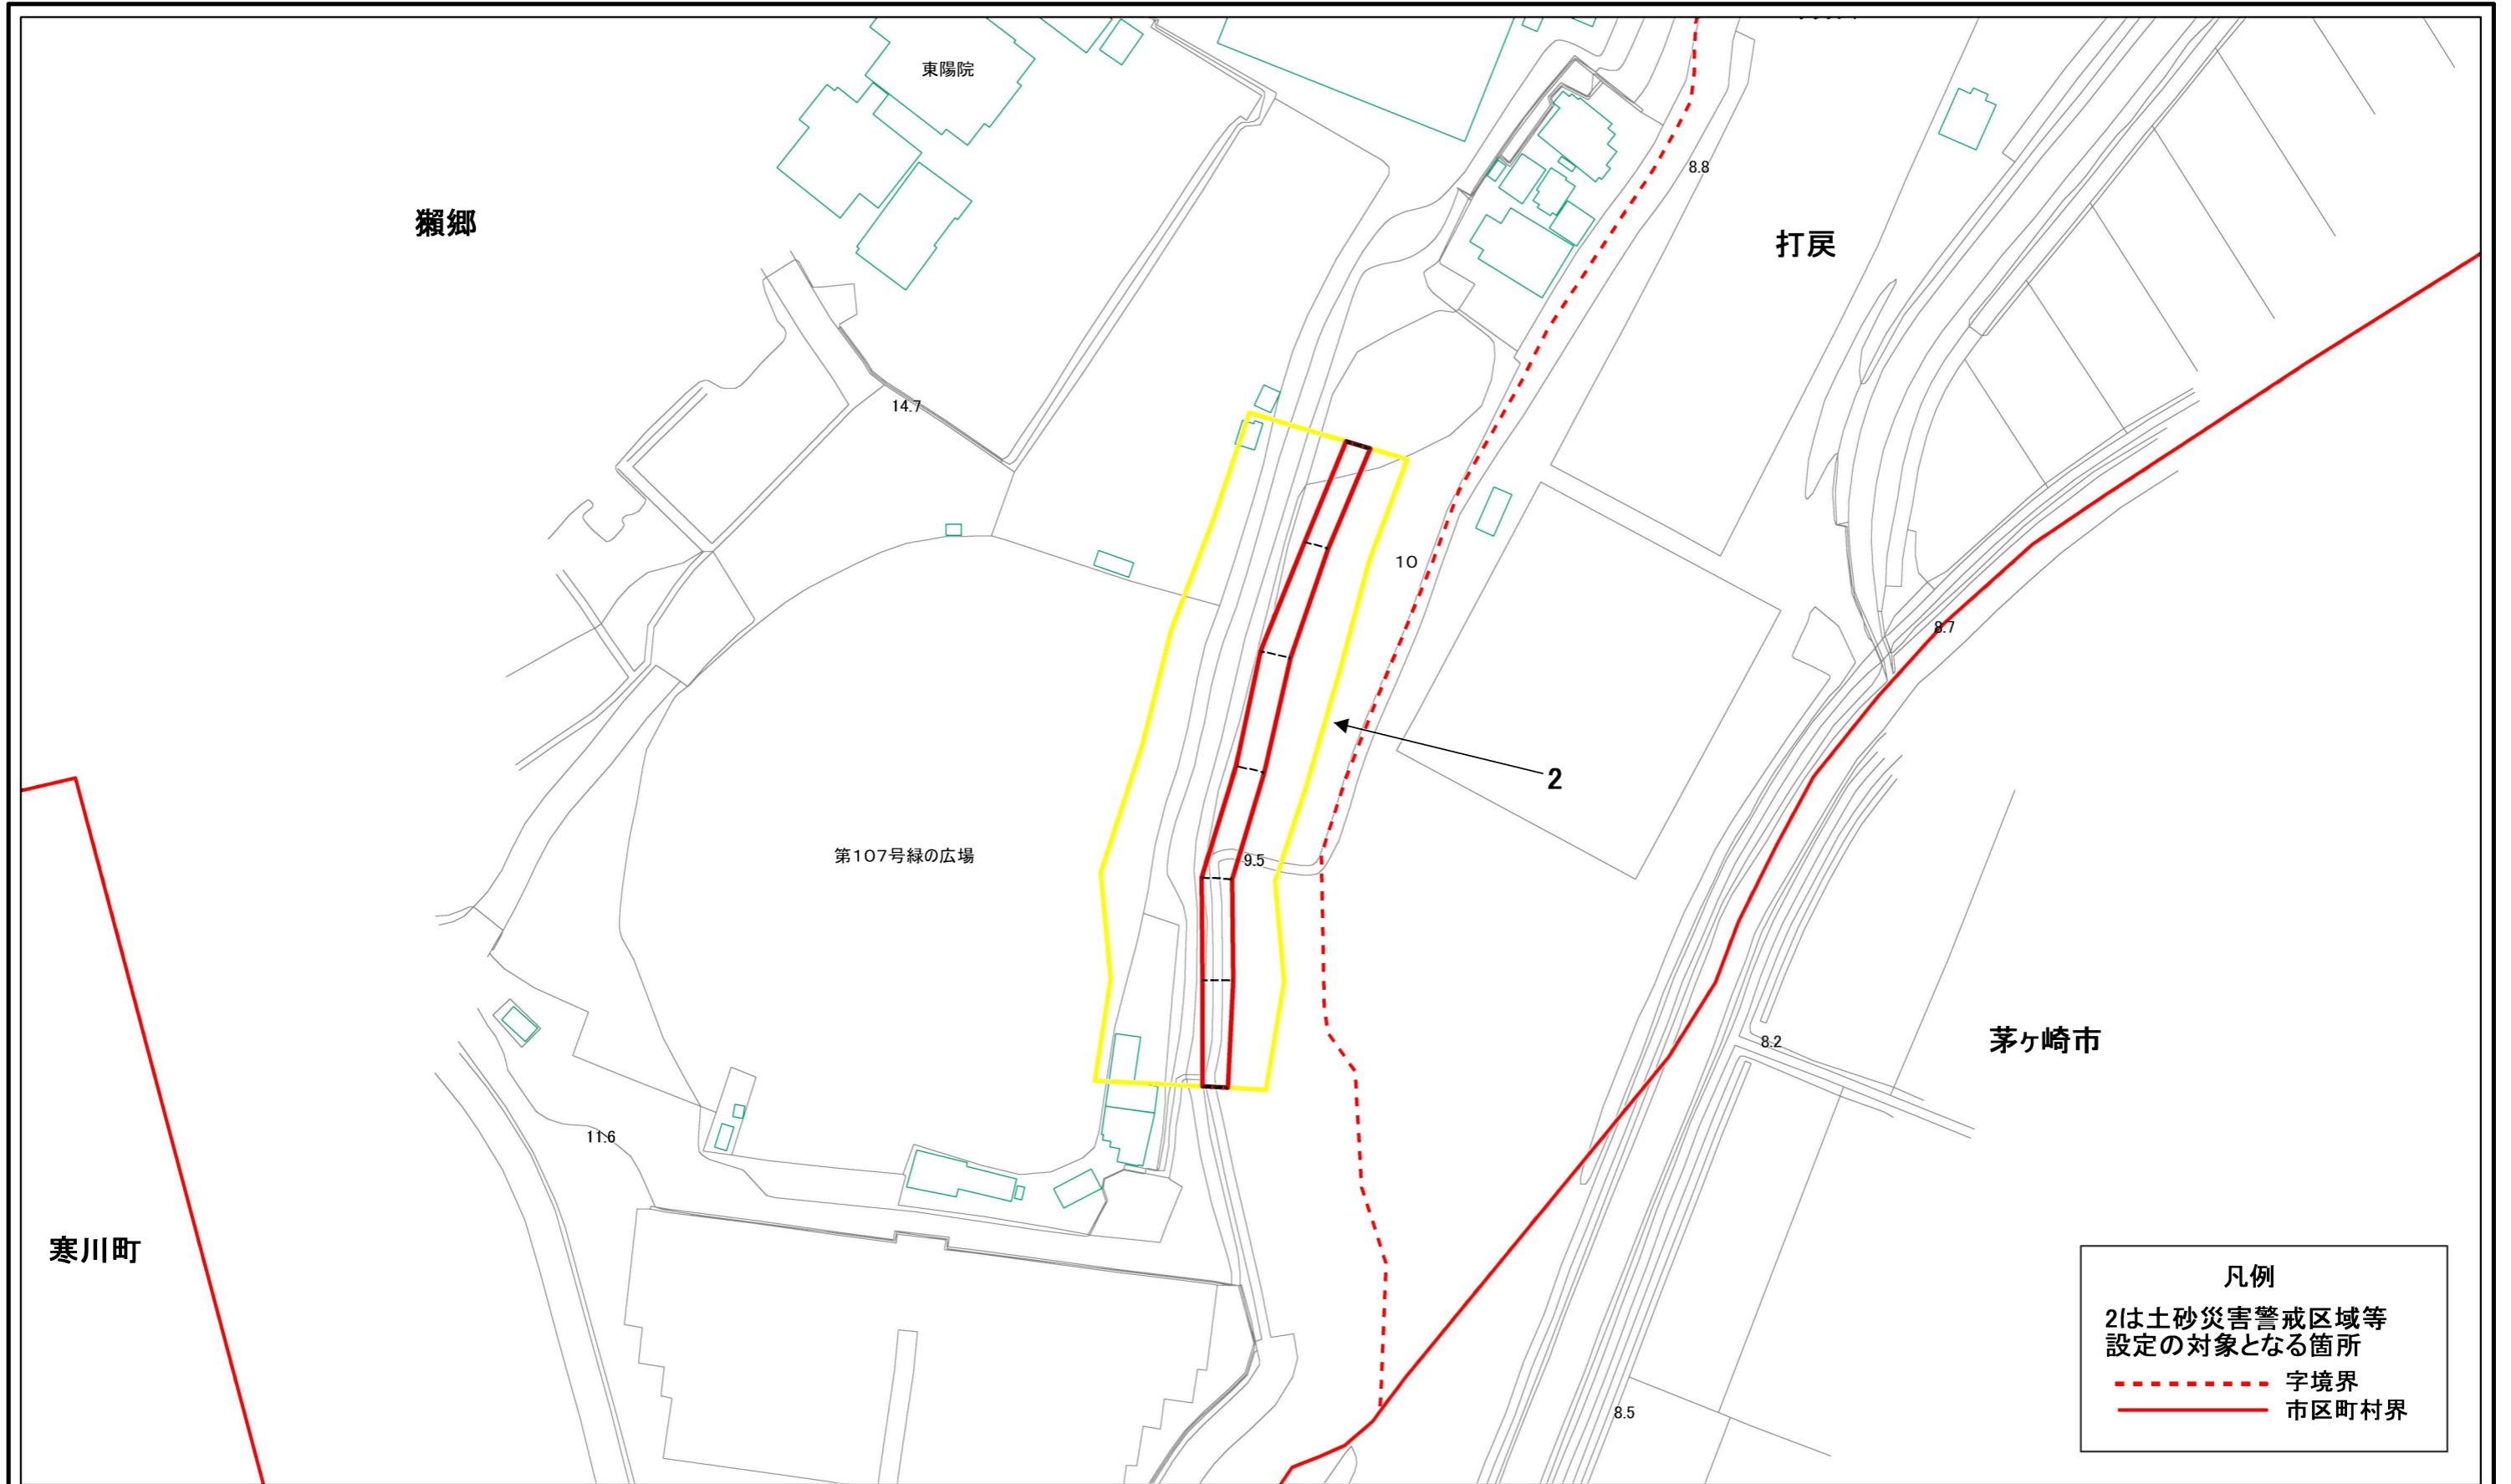 東陽院
8.8
獺郷
打戻
14.7
10
8.7
2
第107号緑の広場
9.5
茅ヶ崎市
8.2
11.6
寒川町
凡例
2は土砂災害警戒区域等
設定の対象となる箇所
字境界
市区町村界
8.5